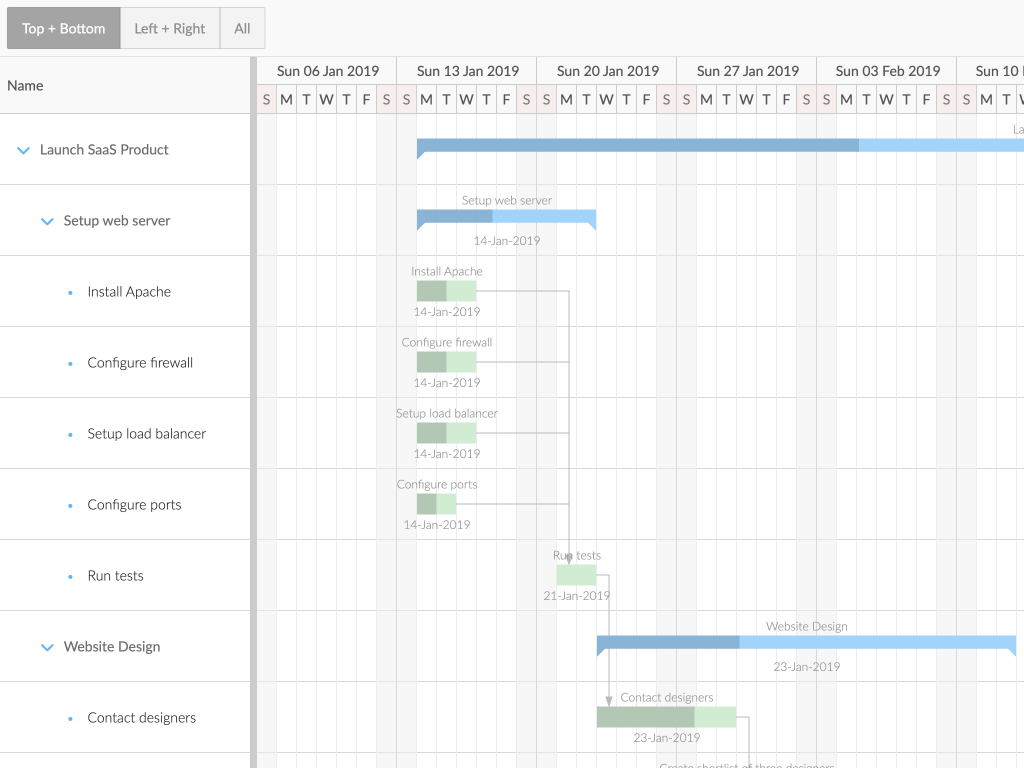 Top + Bottom Left + Right All
Name
Sun 06 Jan 2019 Sun 13 Jan 2019 Sun 20 Jan 2019 Sun 27 Jan 2019 Sun 03 Feb 2019 Sun 10
S M T W T F S S M T W T F S S M T W T F S S M T W T F S S M T W T F S S M T
Launch SaaS Product
Setup web server
Setup web server
14-Jan-2019
Install Apache
Install Apache
14-Jan-2019
Configure firewall
Configure firewall
14-Jan-2019
Setup load balancer
Setup load balancer
14-Jan-2019
Configure ports
Configure ports
14-Jan-2019
Run tests
Run tests
21-Jan-2019
Website Design
Website Design
23-Jan-2019
Contact designers
Contact designers
23-Jan-2019
Create shortlist of three designers